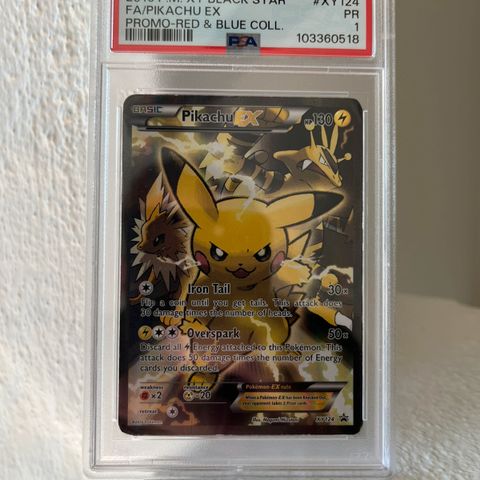 #XY124
FA/PIKACHU EX
PR
PROMO-RED & BLUE COLL.
1
PSA
103360518
BASIC
Pikachu EX
HP130
Iron Tail 30x
Flip a coin until you get tails. This attack does
30 damage times the number of heads.
Overspark 50x
Discard all Energy attached to this Pokémon. This
attack does 50 damage times the number of Energy
cards you discarded.
Pokémon-EX rule
When a Pokémon-EX has been Knocked Out,
your opponent takes 2 Prize cards.
weakness
×2
resistance
-20
retreat
XY124